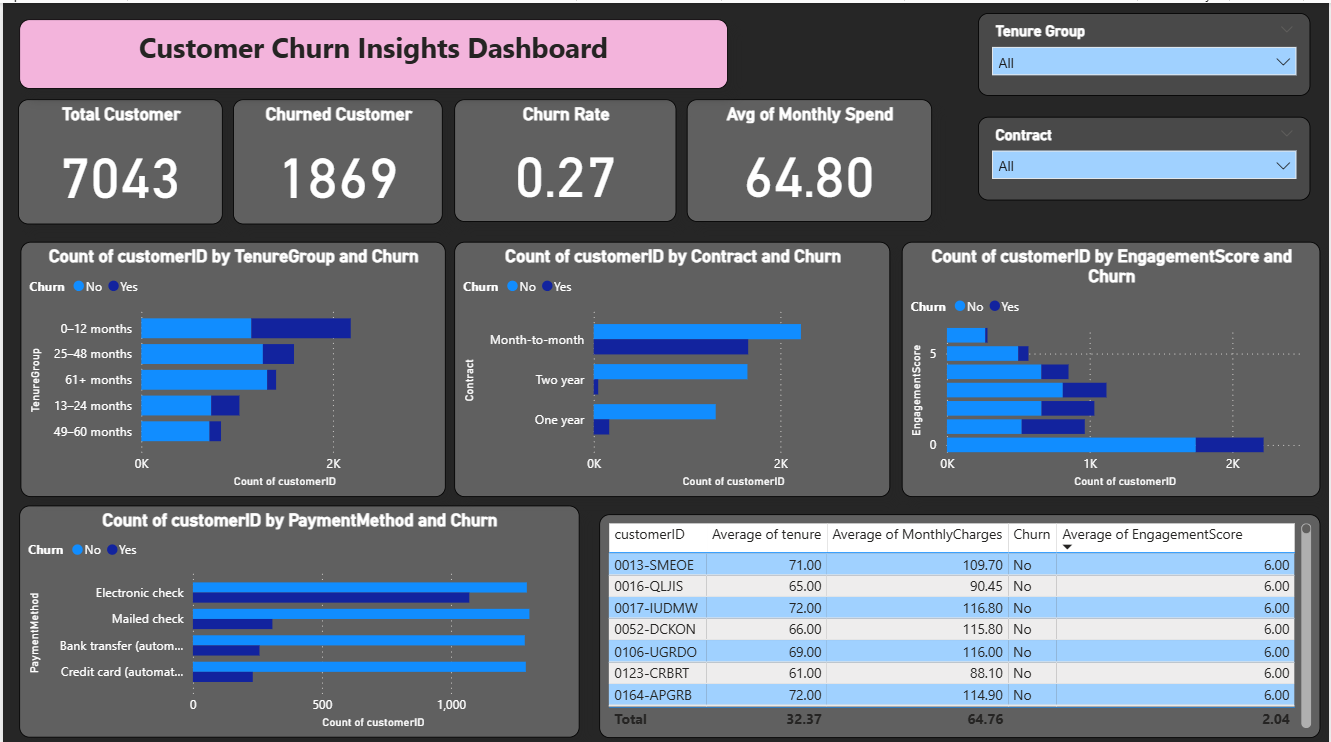 Customer Churn Insights Dashboard
Tenure Group
All
Contract
All
Total Customer
7043
Churned Customer
1869
Churn Rate
0.27
Avg of Monthly Spend
64.80
Count of customerID by TenureGroup and Churn
Churn No Yes
TenureGroup
0–12 months
25–48 months
61+ months
13–24 months
49–60 months
0K 2K
Count of customerID
Count of customerID by Contract and Churn
Churn No Yes
Contract
Month-to-month
Two year
One year
0K 2K
Count of customerID
Count of customerID by EngagementScore and
Churn
Churn No Yes
EngagementScore
5
0
0K 1K 2K
Count of customerID
Count of customerID by PaymentMethod and Churn
Churn No Yes
PaymentMethod
Electronic check
Mailed check
Bank transfer (autom...
Credit card (automat...
0 500 1,000
Count of customerID
customerID Average of tenure Average of MonthlyCharges Churn Average of EngagementScore
0013-SMEOE 71.00 109.70 No 6.00
0016-QLJIS 65.00 90.45 No 6.00
0017-IUDMW 72.00 116.80 No 6.00
0052-DCKON 66.00 115.80 No 6.00
0106-UGRDO 69.00 116.00 No 6.00
0123-CRBRT 61.00 88.10 No 6.00
0164-APGRB 72.00 114.90 No 6.00
Total 32.37 64.76 2.04